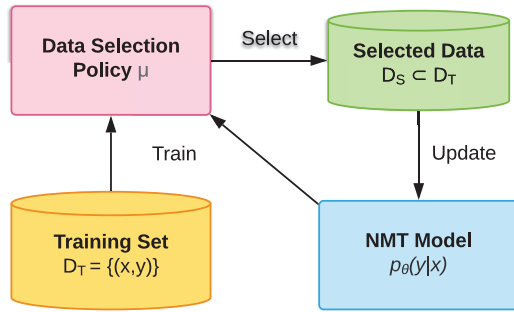 Data Selection
Policy μ
Select
Selected Data
D_S ⊂ D_T
Train
Update
Training Set
D_T = {(x,y)}
NMT Model
p_θ(y|x)